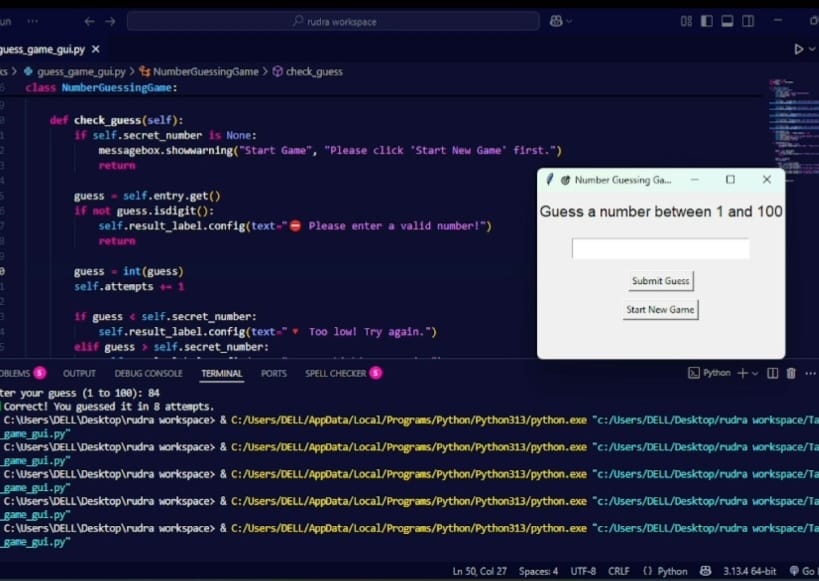 un ··· rudra workspace
guess_game_gui.py
ks > guess_game_gui.py > NumberGuessingGame > check_guess
class NumberGuessingGame:
def check_guess(self):
if self.secret_number is None:
messagebox.showwarning("Start Game", "Please click 'Start New Game' first.")
return
guess = self.entry.get()
if not guess.isdigit():
self.result_label.config(text="⛔ Please enter a valid number!")
return
guess = int(guess)
self.attempts += 1
if guess < self.secret_number:
self.result_label.config(text="🔻 Too low! Try again.")
elif guess > self.secret_number:
Number Guessing Ga...
Guess a number between 1 and 100
Submit Guess
Start New Game
OBLEMS 5 OUTPUT DEBUG CONSOLE TERMINAL PORTS SPELL CHECKER 5 Python
ter your guess (1 to 100): 84
Correct! You guessed it in 8 attempts.
C:\Users\DELL\Desktop\rudra workspace> & C:/Users/DELL/AppData/Local/Programs/Python/Python313/python.exe "c:/Users/DELL/Desktop/rudra workspace/Ta
_game_gui.py"
C:\Users\DELL\Desktop\rudra workspace> & C:/Users/DELL/AppData/Local/Programs/Python/Python313/python.exe "c:/Users/DELL/Desktop/rudra workspace/Ta
_game_gui.py"
C:\Users\DELL\Desktop\rudra workspace> & C:/Users/DELL/AppData/Local/Programs/Python/Python313/python.exe "c:/Users/DELL/Desktop/rudra workspace/Ta
_game_gui.py"
C:\Users\DELL\Desktop\rudra workspace> & C:/Users/DELL/AppData/Local/Programs/Python/Python313/python.exe "c:/Users/DELL/Desktop/rudra workspace/Ta
_game_gui.py"
C:\Users\DELL\Desktop\rudra workspace> & C:/Users/DELL/AppData/Local/Programs/Python/Python313/python.exe "c:/Users/DELL/Desktop/rudra workspace/Ta
_game_gui.py"
Ln 50, Col 27 Spaces: 4 UTF-8 CRLF {} Python 3.13.4 64-bit Go